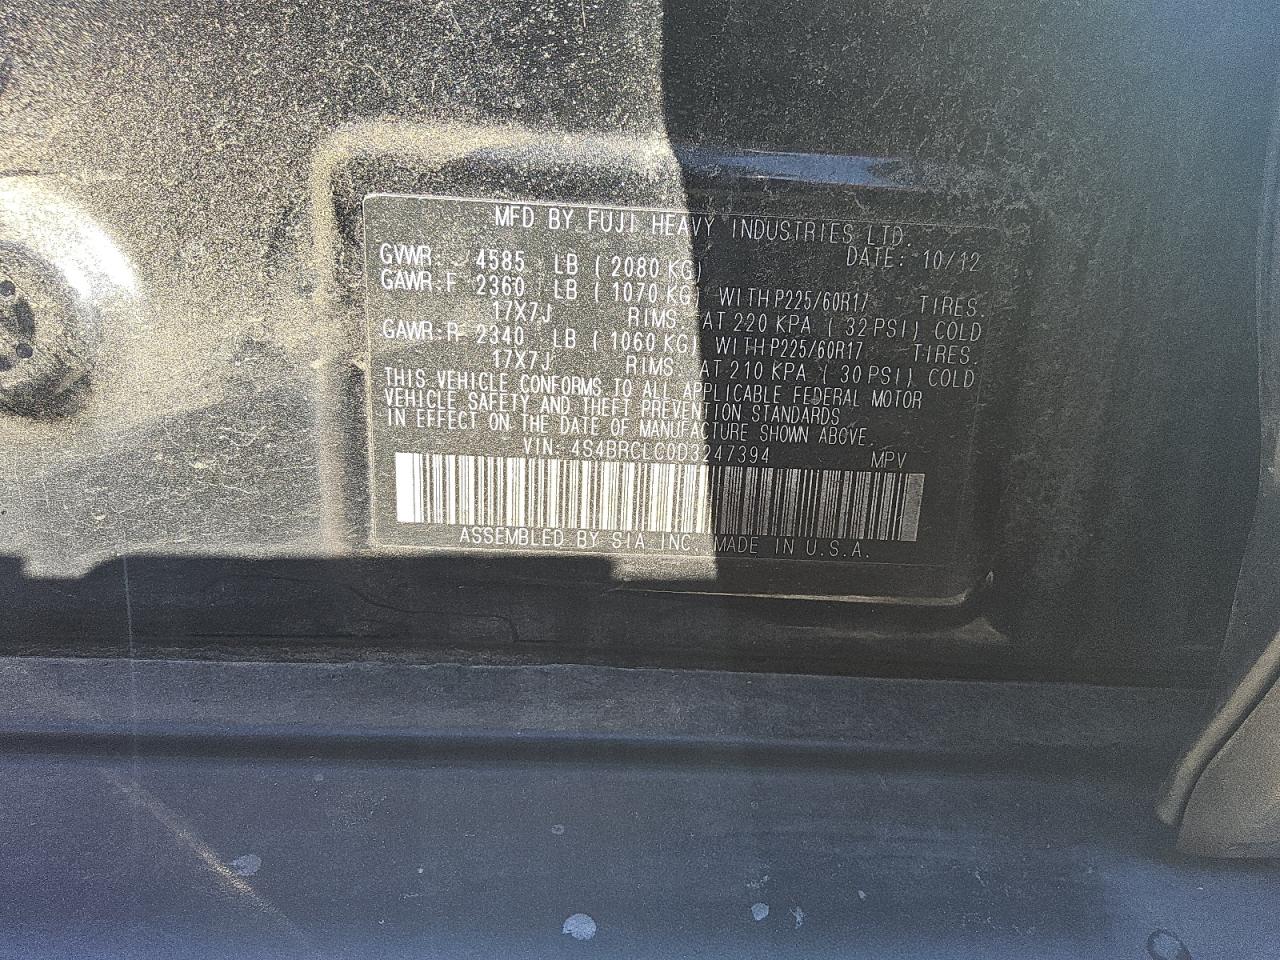 MFD BY FUJI HEAVY INDUSTRIES LTD.
DATE: 10/12
GVWR: 4585 LB (2080 KG)
GAWR:F 2360 LB (1070 KG) WITH P225/60R17 TIRES.
17X7J RIMS. AT 220 KPA (32 PSI) COLD
GAWR:R 2340 LB (1060 KG) WITH P225/60R17 TIRES.
17X7J RIMS. AT 210 KPA (30 PSI) COLD
THIS VEHICLE CONFORMS TO ALL APPLICABLE FEDERAL MOTOR
VEHICLE SAFETY AND THEFT PREVENTION STANDARDS
IN EFFECT ON THE DATE OF MANUFACTURE SHOWN ABOVE.
VIN: 4S4BRCLC0D3247394 MPV
ASSEMBLED BY SIA INC. MADE IN U.S.A.